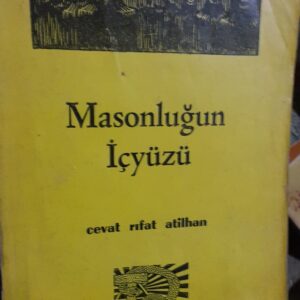 Masonluğun
İçyüzü
cevat rıfat atilhan